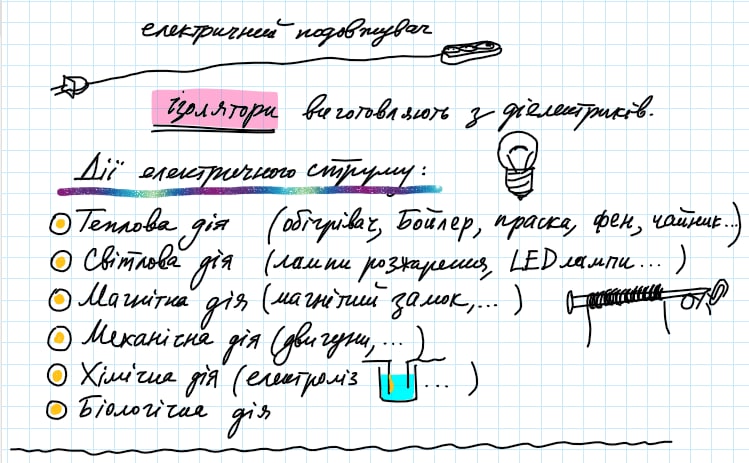 електричний подовжувач
ізолятори виготовляють з діелектриків.
Дії електричного струму:
Теплова дія (обігрівач, Бойлер, праска, фен, чайник...)
Світлова дія (лампи розжарення, LED лампи...)
Магнітна дія (магнітий замок,...)
Механічна дія (двигуни,...)
Хімічна дія (електроліз ...)
Біологічна дія